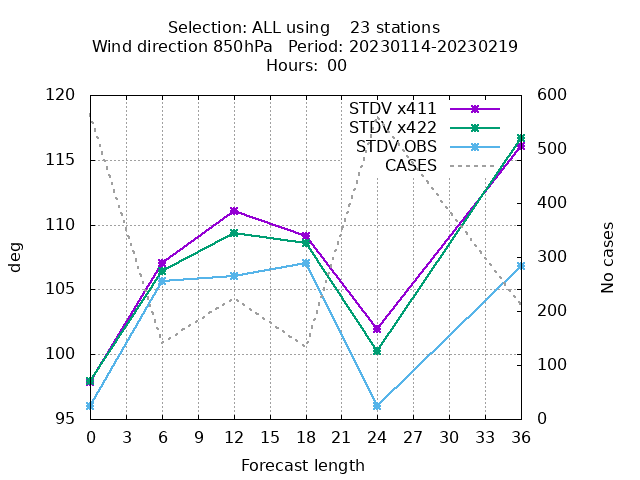 Selection: ALL using    23 stations
Wind direction 850hPa   Period: 20230114-20230219
Hours: 00
STDV x411
STDV x422
STDV OBS
CASES
120
115
110
105
100
95
600
500
400
300
200
100
0
deg
No cases
0 3 6 9 12 15 18 21 24 27 30 33 36
Forecast length